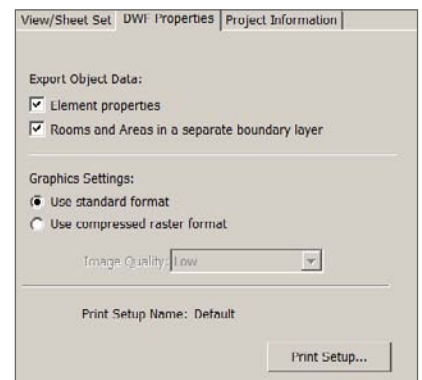 View/Sheet Set DWF Properties Project Information
Export Object Data:
Element properties
Rooms and Areas in a separate boundary layer
Graphics Settings:
Use standard format
Use compressed raster format
Image Quality: Low
Print Setup Name: Default
Print Setup...